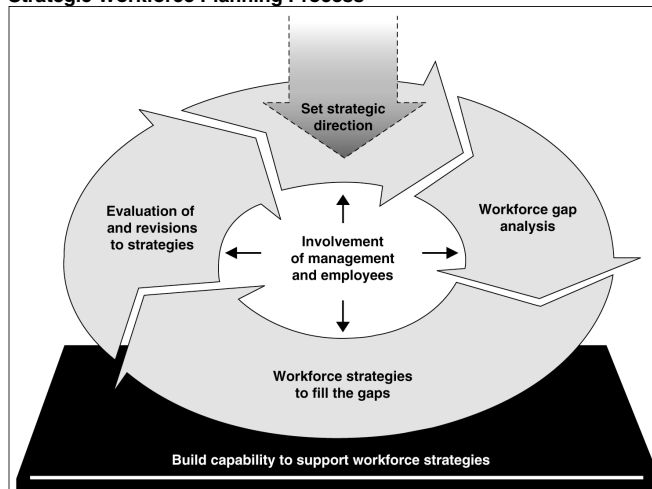 Strategic Workforce Planning Process
Set strategic
direction
Evaluation of
and revisions
to strategies
Workforce gap
analysis
Involvement
of management
and employees
Workforce strategies
to fill the gaps
Build capability to support workforce strategies